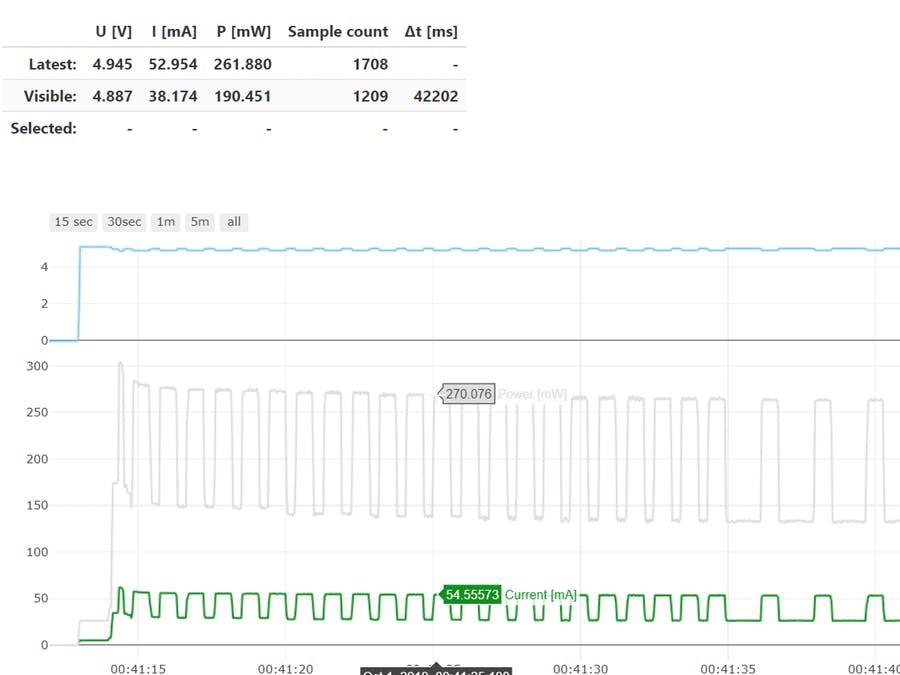 U [V] I [mA] P [mW] Sample count Δt [ms]
Latest: 4.945 52.954 261.880 1708 -
Visible: 4.887 38.174 190.451 1209 42202
Selected: - - - - -
15 sec 30sec 1m 5m all
4
2
0
300
250 270.076 Power [mW]
200
150
100
50 54.55573 Current [mA]
0
00:41:15 00:41:20 00:41:30 00:41:35 00:41:40